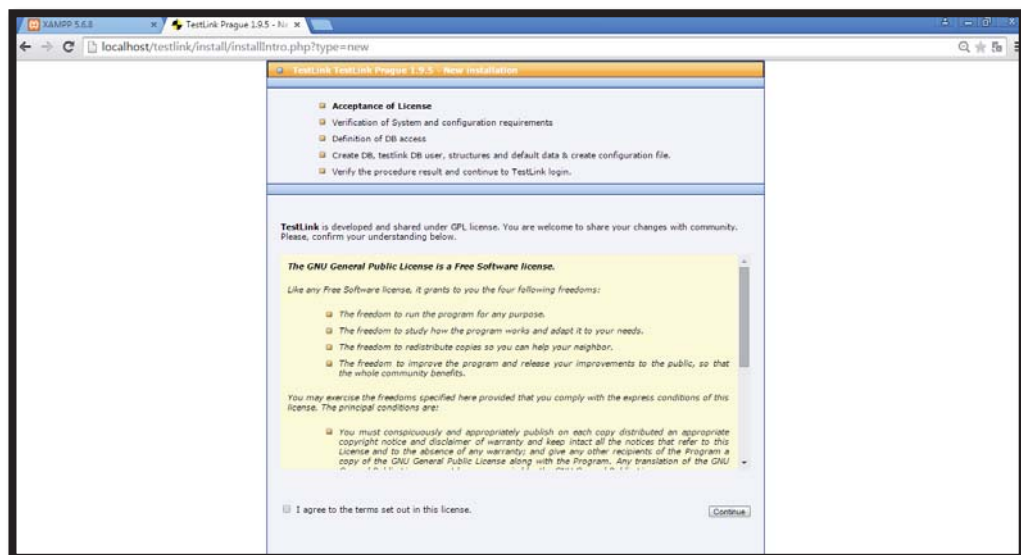 XAMPP 5.6.8
TestLink Prague 1.9.5 - Ne
localhost/testlink/install/installIntro.php?type=new
TestLink TestLink Prague 1.9.5 - New installation
Acceptance of License
Verification of System and configuration requirements
Definition of DB access
Create DB, testlink DB user, structures and default data & create configuration file.
Verify the procedure result and continue to TestLink login.
TestLink is developed and shared under GPL license. You are welcome to share your changes with community.
Please, confirm your understanding below.
The GNU General Public License is a Free Software license.
Like any Free Software license, it grants to you the four following freedoms:
The freedom to run the program for any purpose.
The freedom to study how the program works and adapt it to your needs.
The freedom to redistribute copies so you can help your neighbor.
The freedom to improve the program and release your improvements to the public, so that
the whole community benefits.
You may exercise the freedoms specified here provided that you comply with the express conditions of this
license. The principal conditions are:
You must conspicuously and appropriately publish on each copy distributed an appropriate
copyright notice and disclaimer of warranty and keep intact all the notices that refer to this
License and to the absence of any warranty; and give any other recipients of the Program a
copy of the GNU General Public License along with the Program. Any translation of the GNU
I agree to the terms set out in this license.
Continue